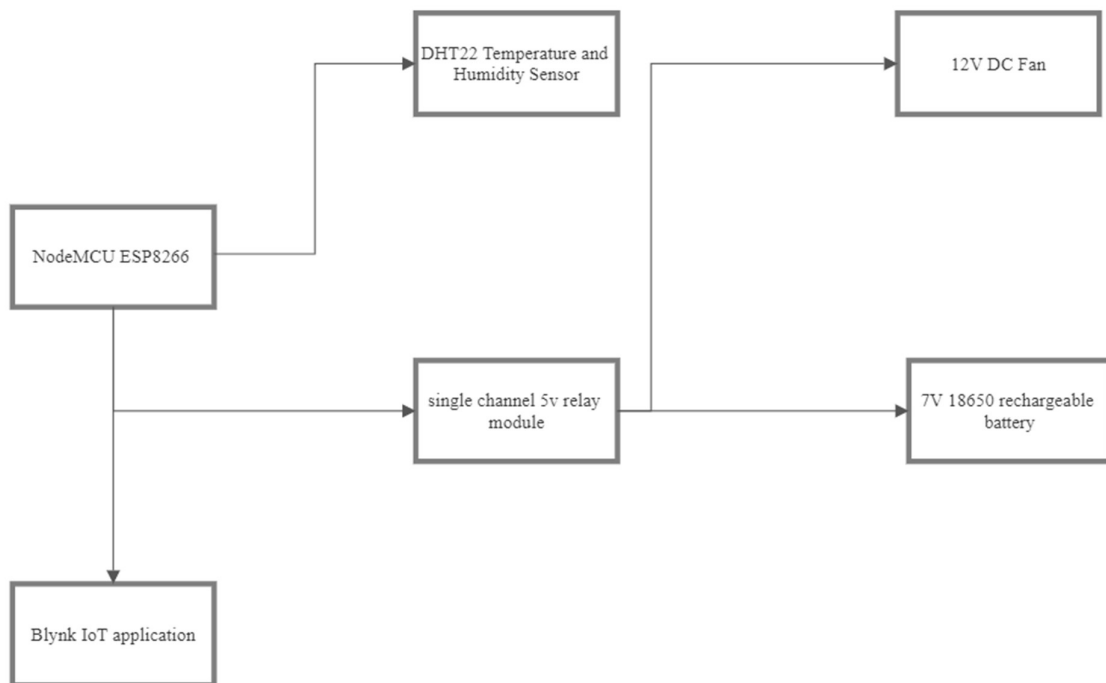 DHT22 Temperature and
Humidity Sensor
12V DC Fan
NodeMCU ESP8266
single channel 5v relay
module
7V 18650 rechargeable
battery
Blynk IoT application